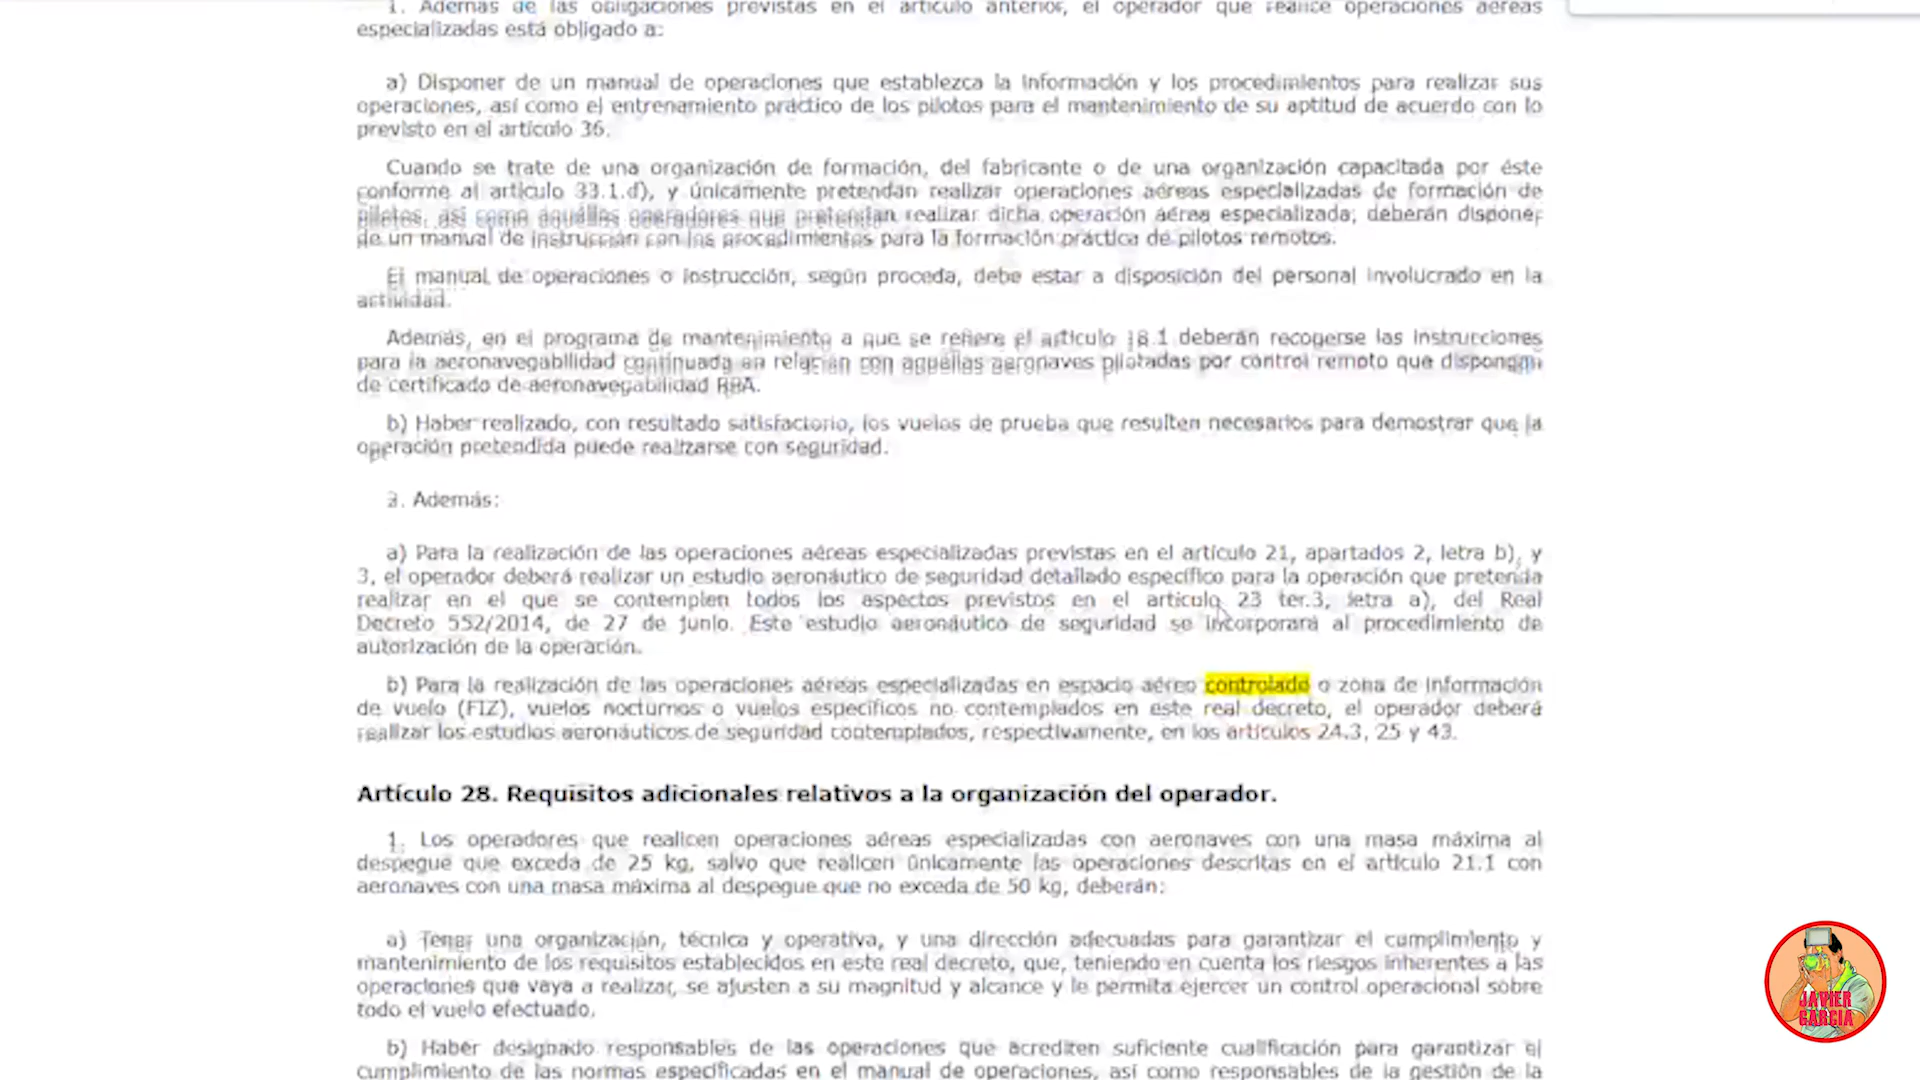 1. Además de las obligaciones previstas en el artículo anterior, el operador que realice operaciones aéreas
especializadas está obligado a:
a) Disponer de un manual de operaciones que establezca la información y los procedimientos para realizar sus
operaciones, así como el entrenamiento práctico de los pilotos para el mantenimiento de su aptitud de acuerdo con lo
previsto en el artículo 36.
Cuando se trate de una organización de formación, del fabricante o de una organización capacitada por éste
conforme al artículo 33.1.d), y únicamente pretendan realizar operaciones aéreas especializadas de formación de
pilotos, así como aquéllos operadores que pretendan realizar dicha operación aérea especializada, deberán disponer
de un manual de instrucción con los procedimientos para la formación práctica de pilotos remotos.
El manual de operaciones o instrucción, según proceda, debe estar a disposición del personal involucrado en la
actividad.
Además, en el programa de mantenimiento a que se refiere el artículo 18.1 deberán recogerse las instrucciones
para la aeronavegabilidad continuada en relación con aquéllas aeronaves pilotadas por control remoto que dispongan
de certificado de aeronavegabilidad RPA.
b) Haber realizado, con resultado satisfactorio, los vuelos de prueba que resulten necesarios para demostrar que la
operación pretendida puede realizarse con seguridad.
Además:
a) Para la realización de las operaciones aéreas especializadas previstas en el artículo 21, apartados 2, letra b), y
3, el operador deberá realizar un estudio aeronáutico de seguridad detallado específico para la operación que pretenda
realizar en el que se contemplen todos los aspectos previstos en el artículo 23 ter.3, letra a), del Real
Decreto 552/2014, de 27 de junio. Este estudio aeronáutico de seguridad se incorporará al procedimiento de
autorización de la operación.
b) Para la realización de las operaciones aéreas especializadas en espacio aéreo controlado o zona de información
de vuelo (FIZ), vuelos nocturnos o vuelos específicos no contemplados en este real decreto, el operador deberá
realizar los estudios aeronáuticos de seguridad contemplados, respectivamente, en los artículos 24.3, 25 y 43.
Artículo 28. Requisitos adicionales relativos a la organización del operador.
1. Los operadores que realicen operaciones aéreas especializadas con aeronaves con una masa máxima al
despegue que exceda de 25 kg, salvo que realicen únicamente las operaciones descritas en el artículo 21.1 con
aeronaves con una masa máxima al despegue que no exceda de 50 kg, deberán:
a) Tener una organización, técnica y operativa, y una dirección adecuadas para garantizar el cumplimiento y
mantenimiento de los requisitos establecidos en este real decreto, que, teniendo en cuenta los riesgos inherentes a las
operaciones que vaya a realizar, se ajusten a su magnitud y alcance y le permita ejercer un control operacional sobre
todo el vuelo efectuado.
b) Haber designado responsables de las operaciones que acrediten suficiente cualificación para garantizar el
cumplimiento de las normas especificadas en el manual de operaciones, así como responsables de la gestión de la
JAVIER
GARCIA